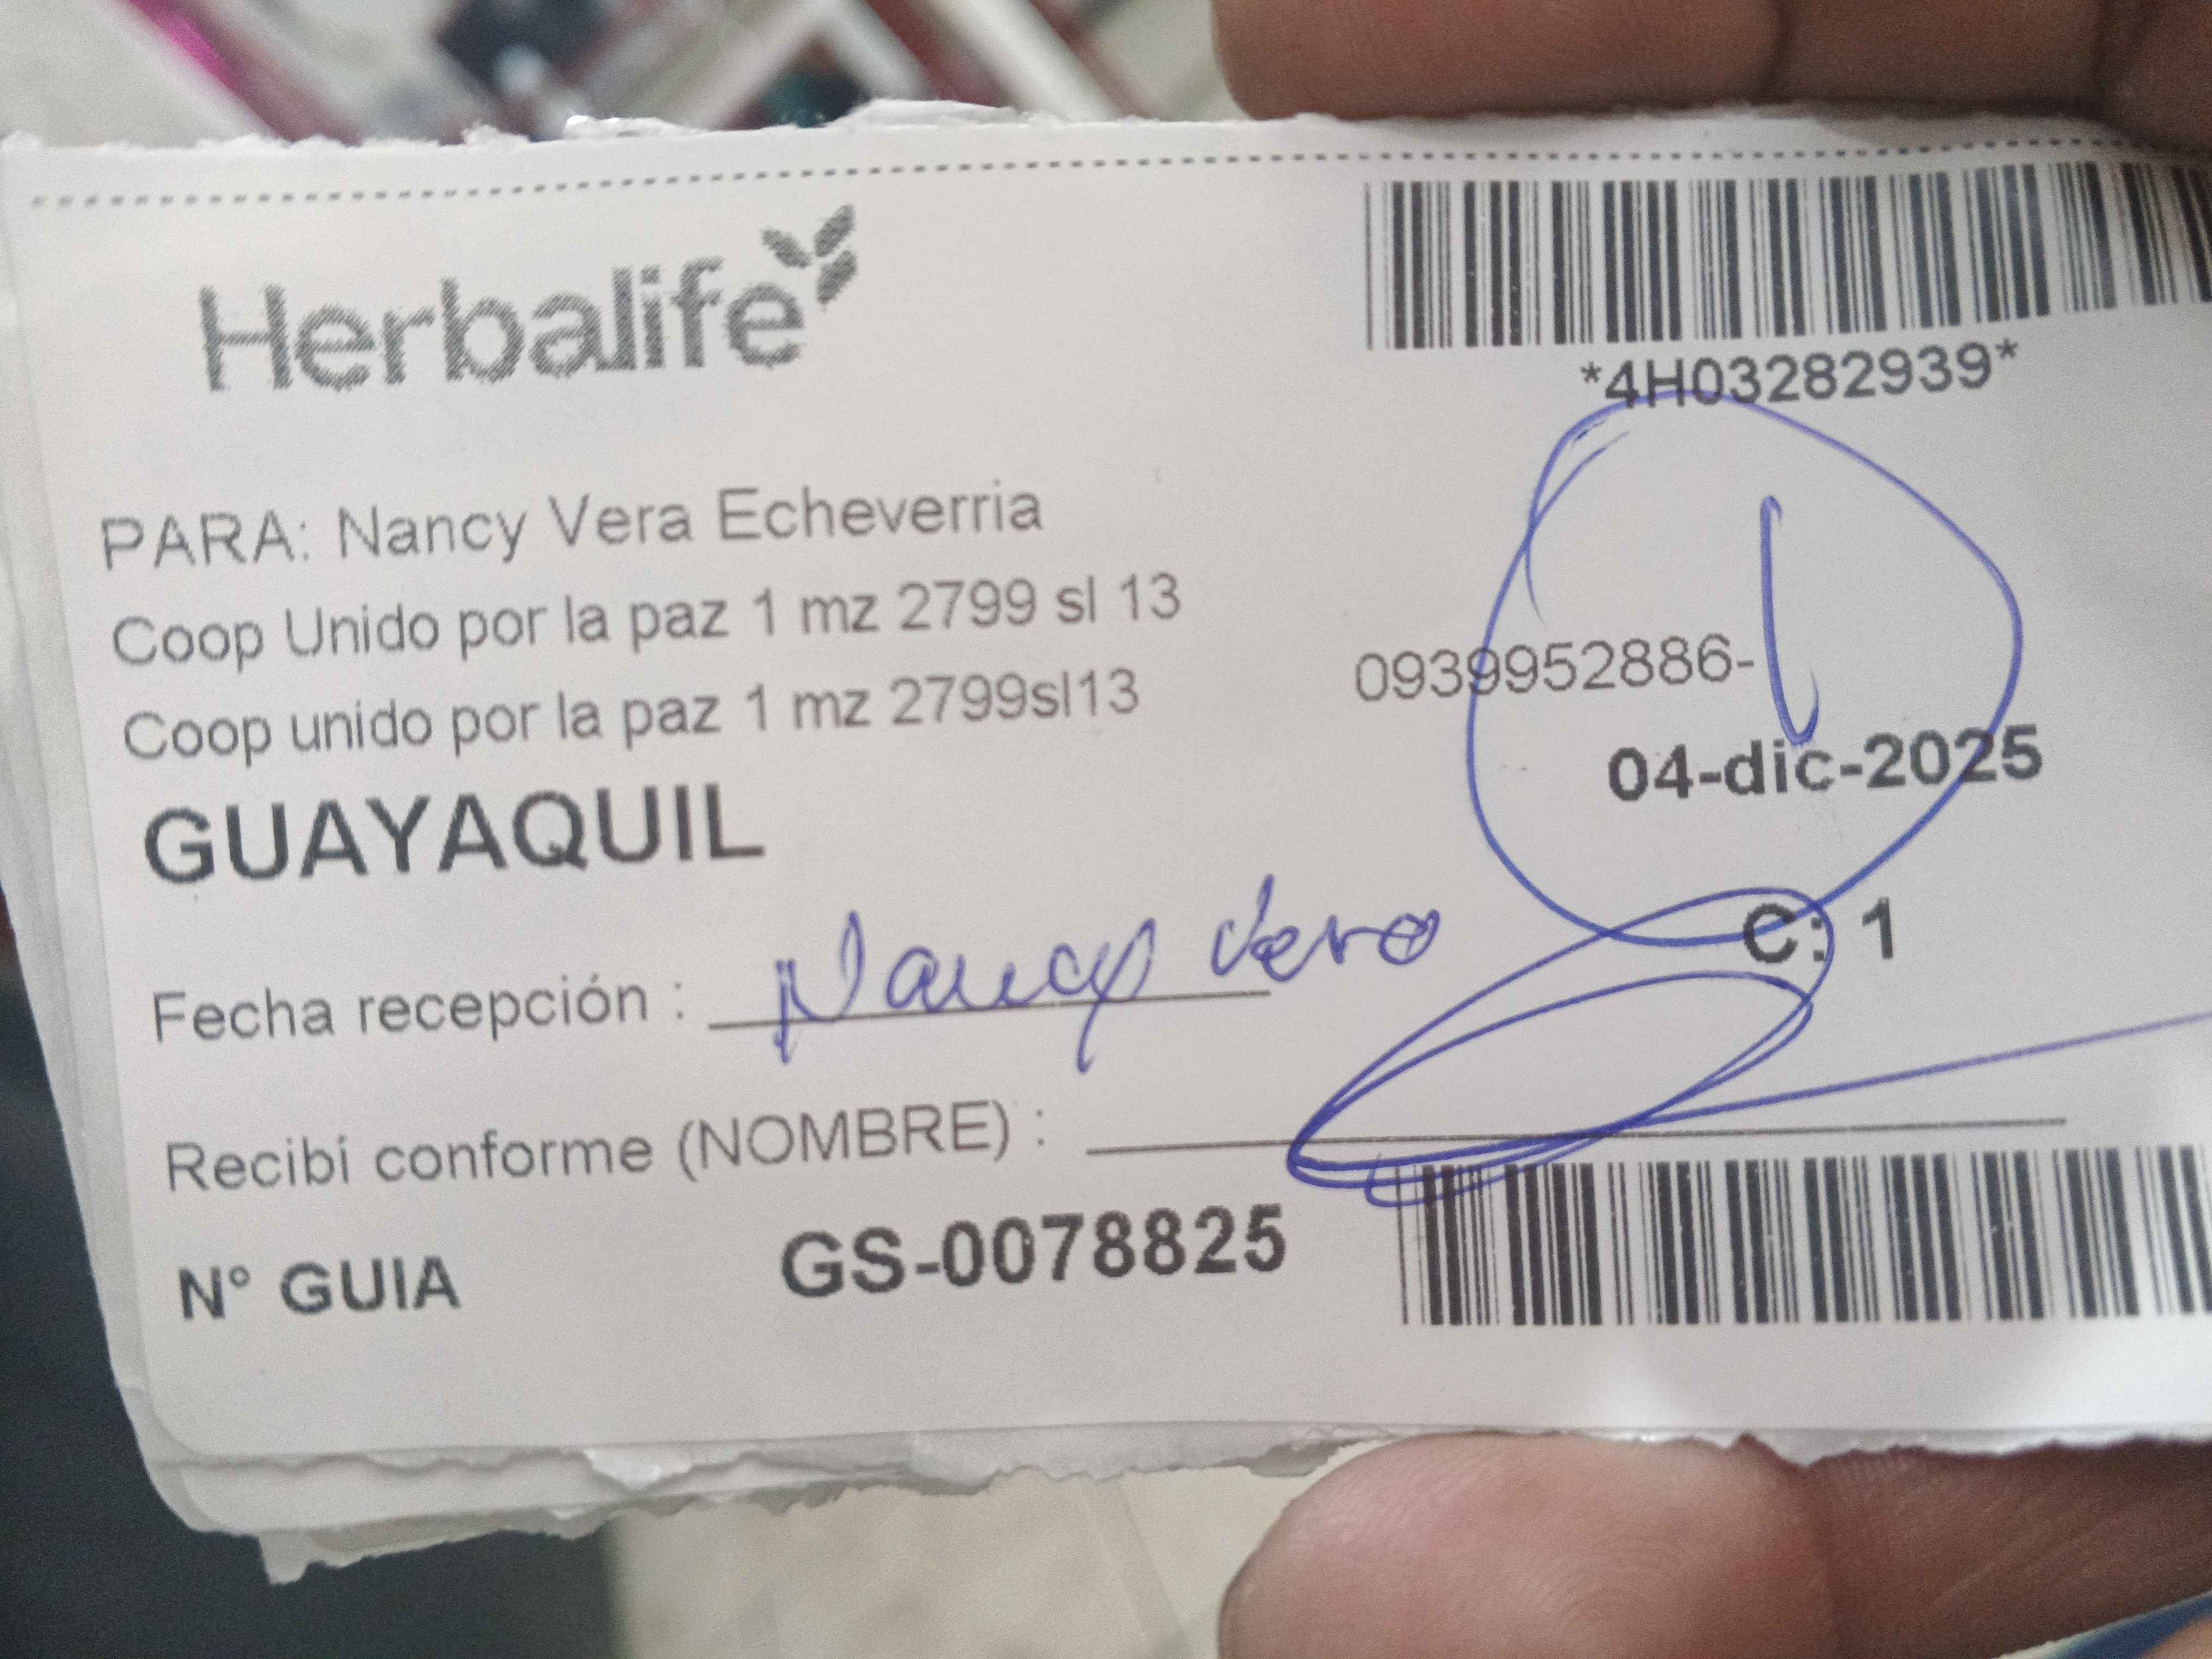 Herbalife
*4H03282939*
PARA: Nancy Vera Echeverria
Coop Unido por la paz 1 mz 2799 sl 13
Coop unido por la paz 1 mz 2799sl13
0939952886-
GUAYAQUIL
04-dic-2025
C: 1
Fecha recepción : Nancy Vera
Recibí conforme (NOMBRE) :
N° GUIA GS-0078825